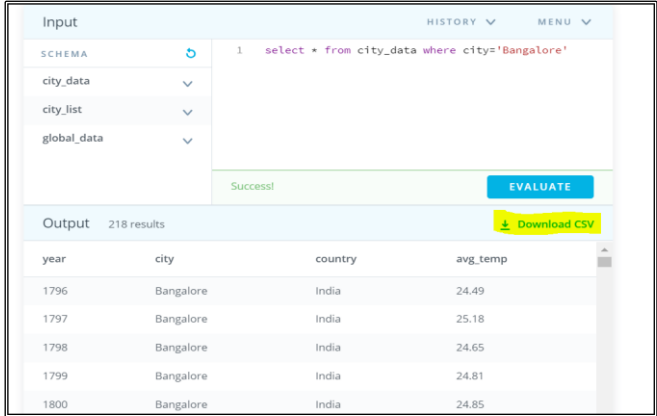 Input HISTORY MENU
SCHEMA
1 select * from city_data where city='Bangalore'
city_data
city_list
global_data
Success! EVALUATE
Output 218 results Download CSV
year city country avg_temp
1796 Bangalore India 24.49
1797 Bangalore India 25.18
1798 Bangalore India 24.65
1799 Bangalore India 24.81
1800 Bangalore India 24.85